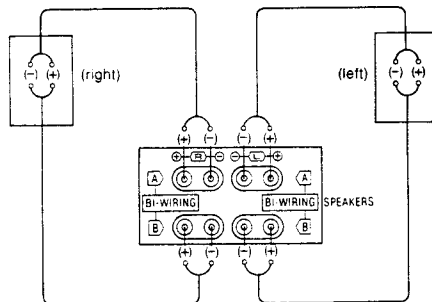 (-) (+) (right)
(left) (-) (+)
(+) (-) (-) (+)
⊕ R ⊖ ⊖ L ⊕
A A
BI-WIRING BI-WIRING SPEAKERS
B B
(+) (-) (-) (+)